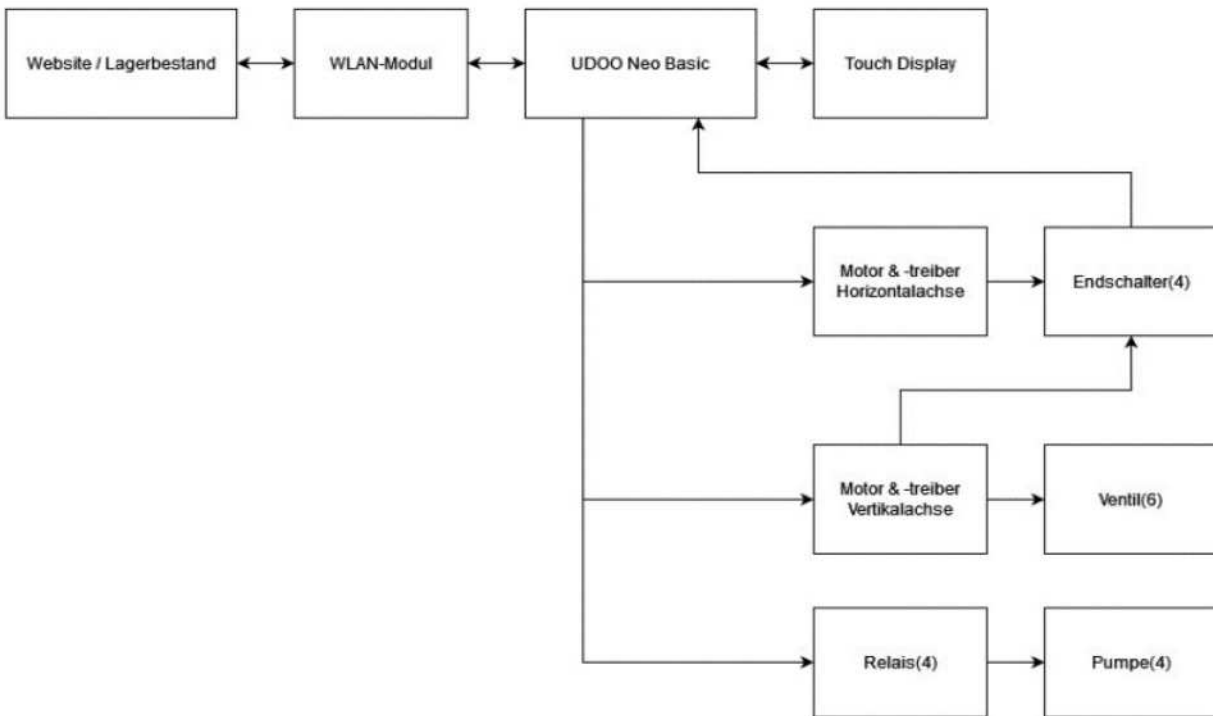 Website / Lagerbestand
WLAN-Modul
UDOO Neo Basic
Touch Display
Motor & -treiber
Horizontalachse
Endschalter(4)
Motor & -treiber
Vertikalachse
Ventil(6)
Relais(4)
Pumpe(4)